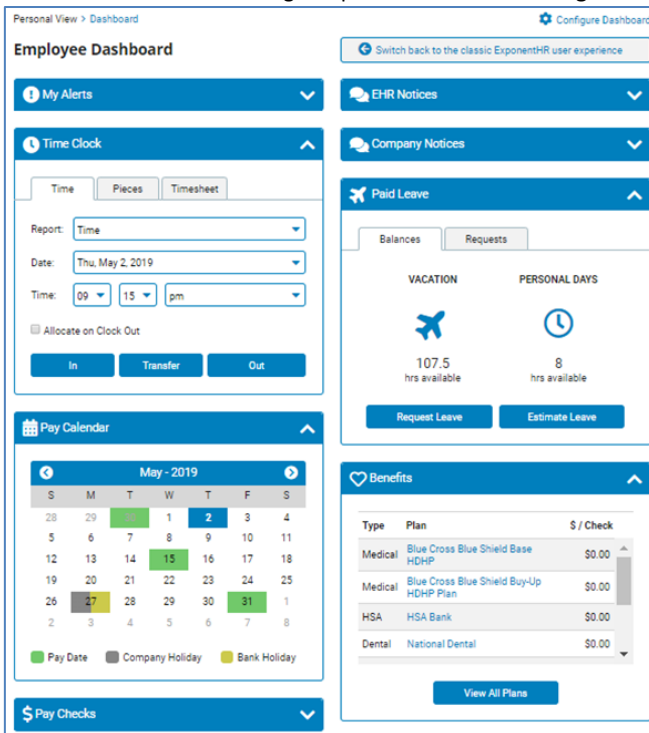 Personal View > Dashboard
Configure Dashboard
Employee Dashboard
Switch back to the classic ExponentHR user experience
My Alerts
Time Clock
Time Pieces Timesheet
Report: Time
Date: Thu, May 2, 2019
Time: 09 15 pm
Allocate on Clock Out
In Transfer Out
Pay Calendar
May - 2019
S M T W T F S
28 29 1 2 3 4
5 6 7 8 9 10 11
12 13 14 15 16 17 18
19 20 21 22 23 24 25
26 27 28 29 30 31 1
2 3 4 5 6 7 8
Pay Date Company Holiday Bank Holiday
Pay Checks
EHR Notices
Company Notices
Paid Leave
Balances Requests
VACATION PERSONAL DAYS
107.5 8
hrs available hrs available
Request Leave Estimate Leave
Benefits
Type Plan $ / Check
Medical Blue Cross Blue Shield Base HDHP $0.00
Medical Blue Cross Blue Shield Buy-Up HDHP Plan $0.00
HSA HSA Bank $0.00
Dental National Dental $0.00
View All Plans